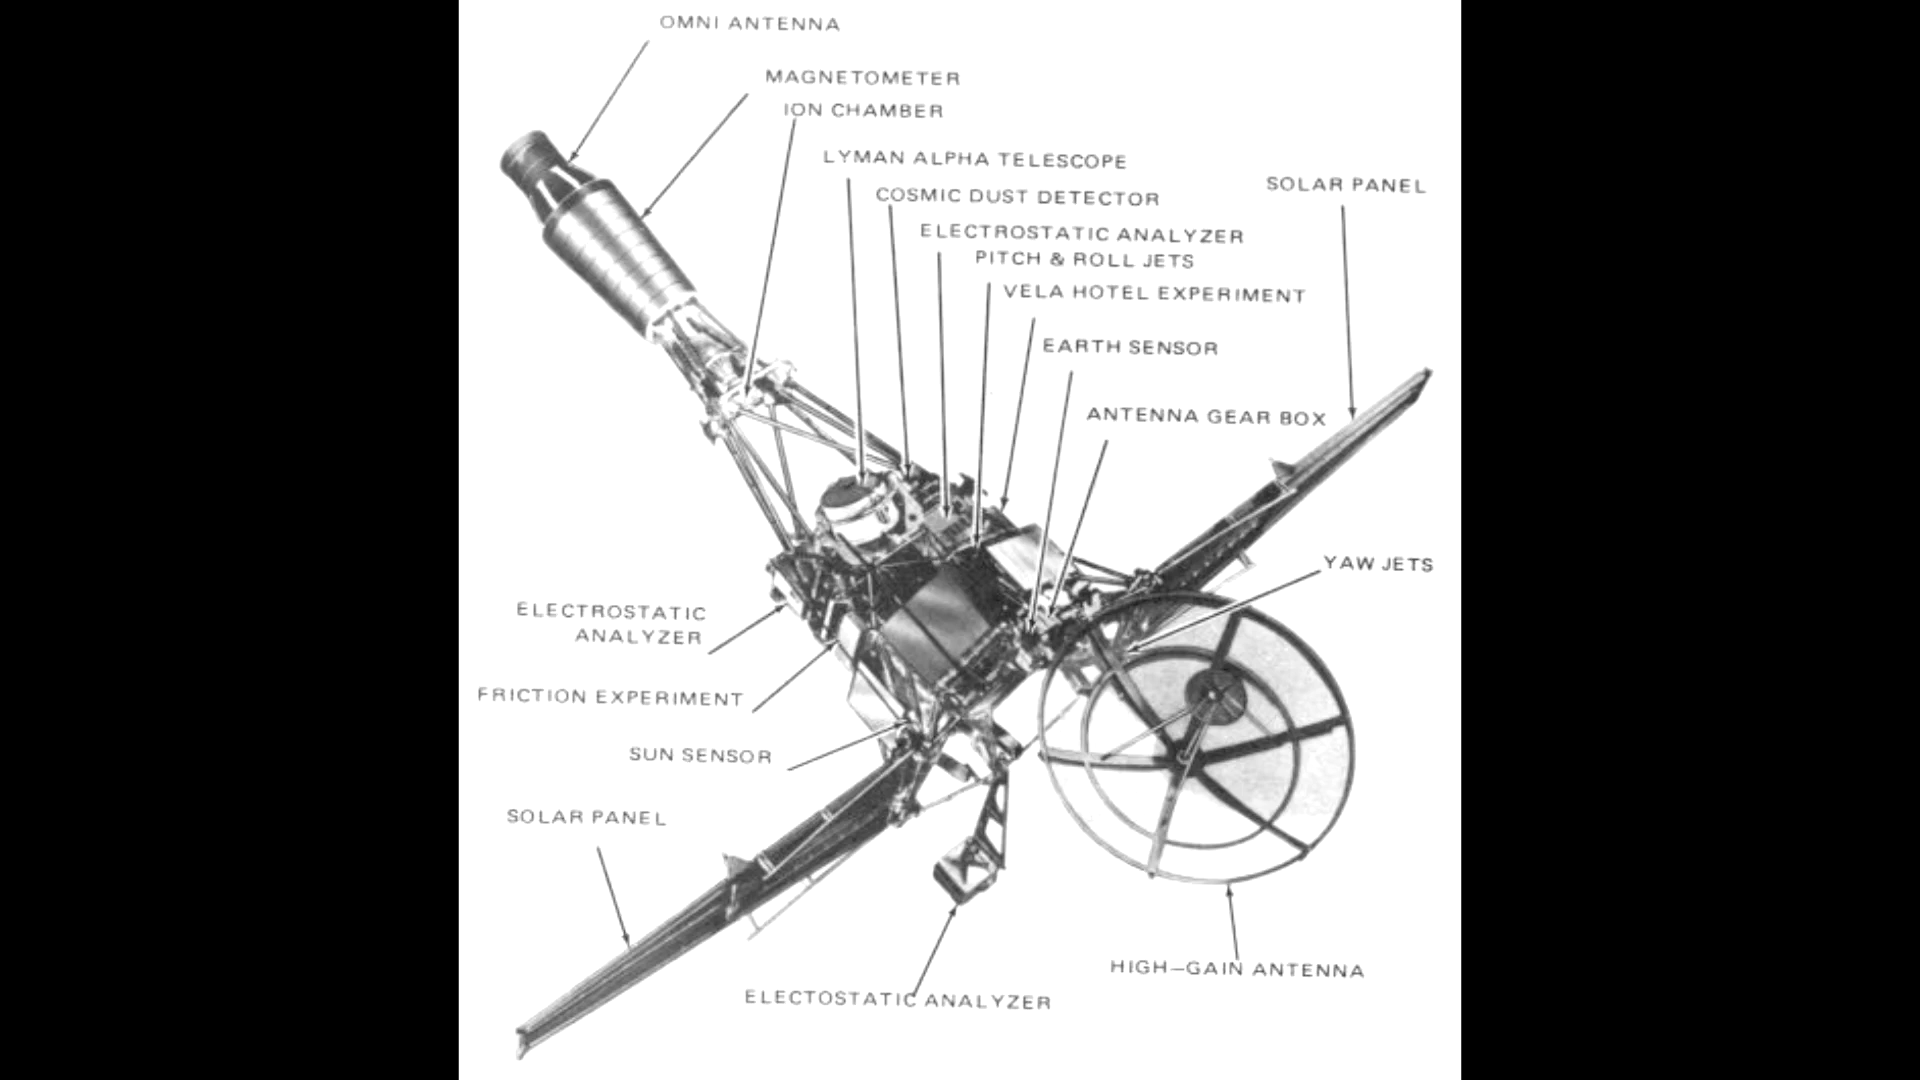 OMNI ANTENNA
MAGNETOMETER
ION CHAMBER
LYMAN ALPHA TELESCOPE
SOLAR PANEL
COSMIC DUST DETECTOR
ELECTROSTATIC ANALYZER
PITCH & ROLL JETS
VELA HOTEL EXPERIMENT
EARTH SENSOR
ANTENNA GEAR BOX
YAW JETS
ELECTROSTATIC
ANALYZER
FRICTION EXPERIMENT
SUN SENSOR
SOLAR PANEL
HIGH–GAIN ANTENNA
ELECTOSTATIC ANALYZER